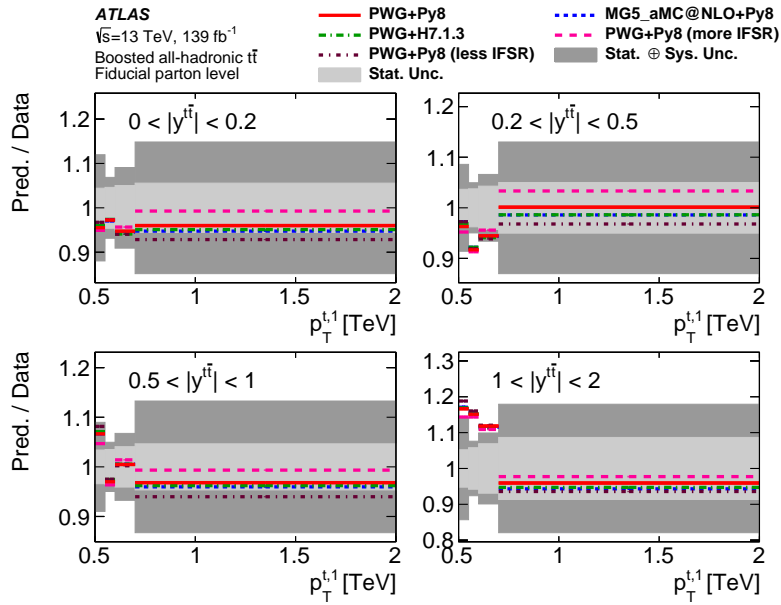 ATLAS
√s=13 TeV, 139 fb⁻¹
Boosted all-hadronic tt̄
Fiducial parton level
PWG+Py8
PWG+H7.1.3
PWG+Py8 (less IFSR)
Stat. Unc.
MG5_aMC@NLO+Py8
PWG+Py8 (more IFSR)
Stat. ⊕ Sys. Unc.
Pred. / Data
0 < |y^{tt̄}| < 0.2
1.2
1.1
1
0.9
0.5 1 1.5 2
p_T^{t,1} [TeV]
0.2 < |y^{tt̄}| < 0.5
1.2
1.1
1
0.9
0.5 1 1.5 2
p_T^{t,1} [TeV]
Pred. / Data
0.5 < |y^{tt̄}| < 1
1.2
1.1
1
0.9
0.5 1 1.5 2
p_T^{t,1} [TeV]
1 < |y^{tt̄}| < 2
1.3
1.2
1.1
1
0.9
0.8
0.5 1 1.5 2
p_T^{t,1} [TeV]